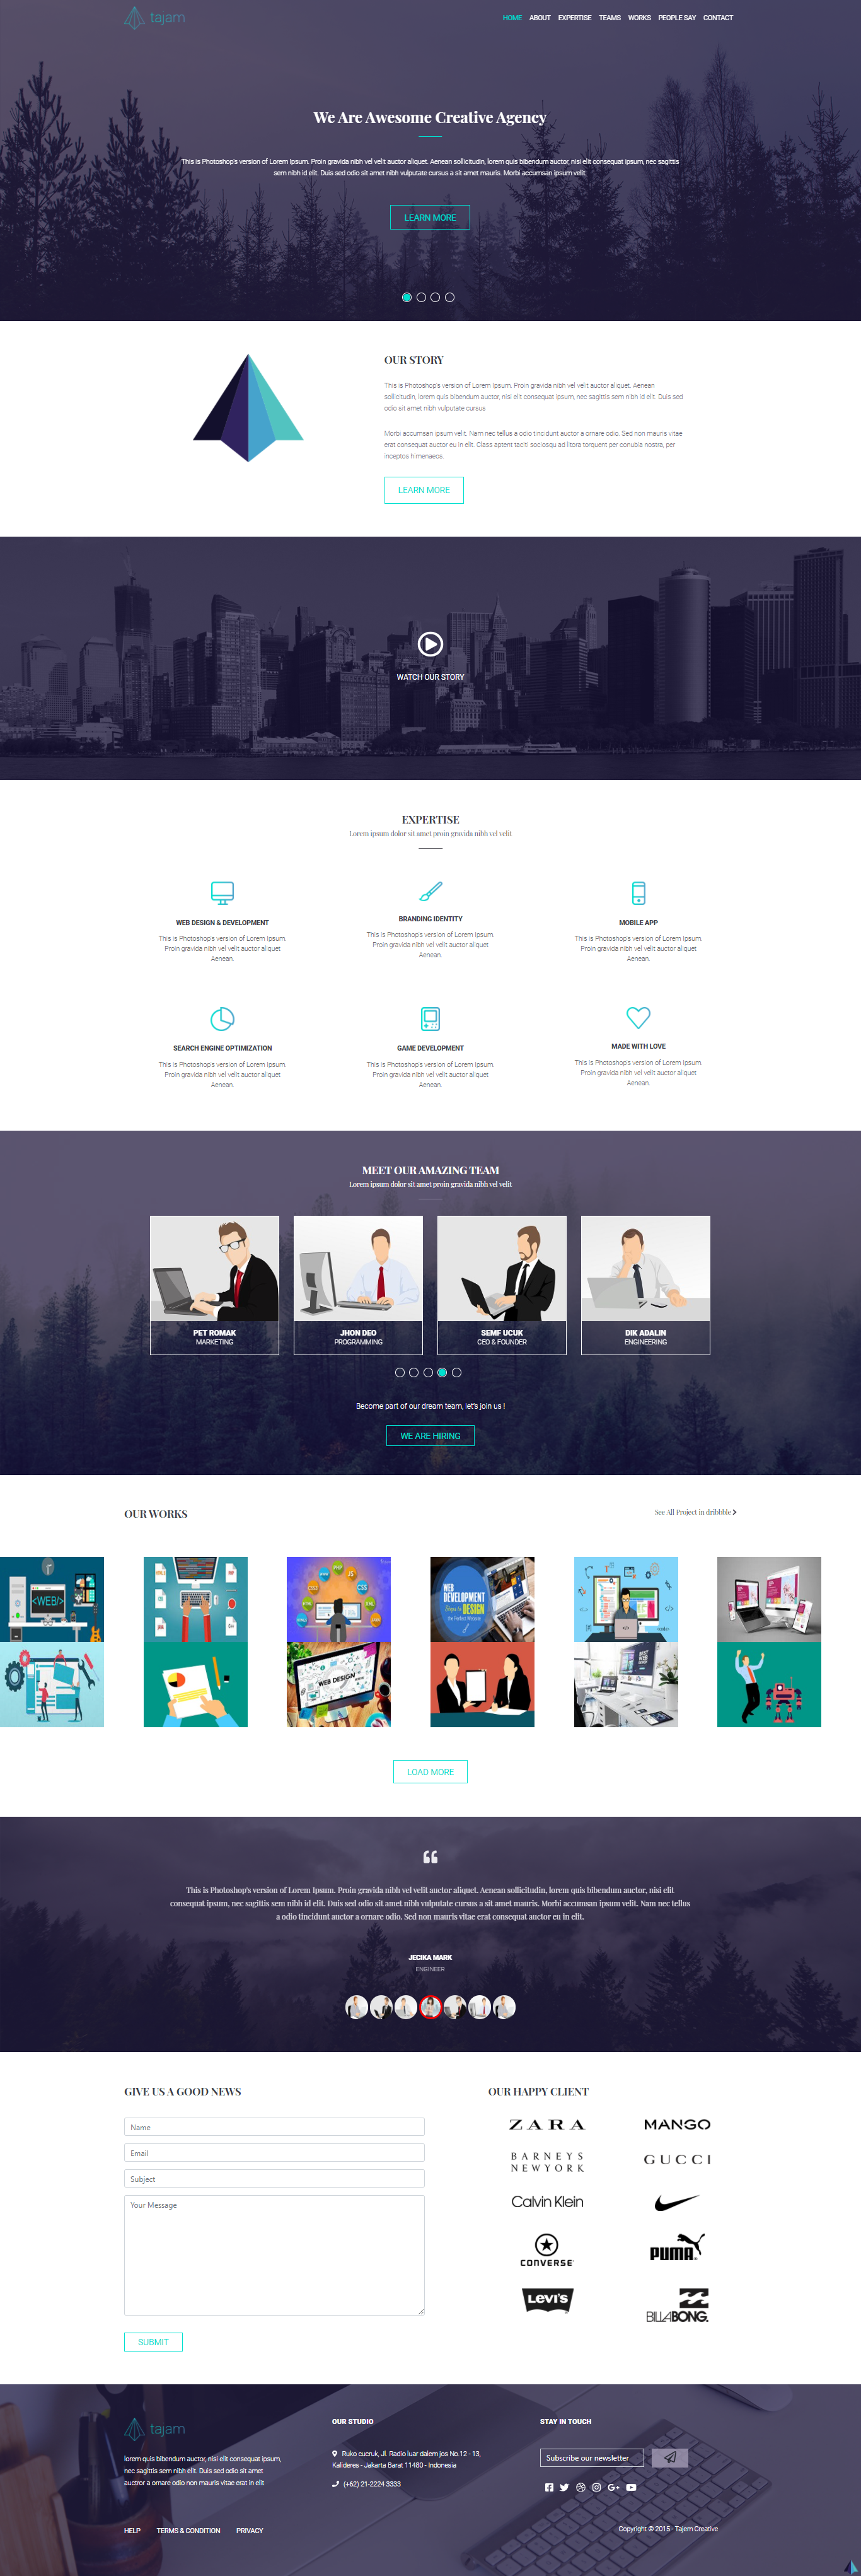 tajam
HOME ABOUT EXPERTISE TEAMS WORKS PEOPLE SAY CONTACT
We Are Awesome Creative Agency
This is Photoshop's version of Lorem Ipsum. Proin gravida nibh vel velit auctor aliquet. Aenean sollicitudin, lorem quis bibendum auctor, nisi elit consequat ipsum, nec sagittis
sem nibh id elit. Duis sed odio sit amet nibh vulputate cursus a sit amet mauris. Morbi accumsan ipsum velit.
LEARN MORE
OUR STORY
This is Photoshop's version of Lorem Ipsum. Proin gravida nibh vel velit auctor aliquet. Aenean
sollicitudin, lorem quis bibendum auctor, nisi elit consequat ipsum, nec sagittis sem nibh id elit. Duis sed
odio sit amet nibh vulputate cursus
Morbi accumsan ipsum velit. Nam nec tellus a odio tincidunt auctor a ornare odio. Sed non mauris vitae
erat consequat auctor eu in elit. Class aptent taciti sociosqu ad litora torquent per conubia nostra, per
inceptos himenaeos.
LEARN MORE
WATCH OUR STORY
EXPERTISE
Lorem ipsum dolor sit amet proin gravida nibh vel velit
WEB DESIGN & DEVELOPMENT
This is Photoshop's version of Lorem Ipsum.
Proin gravida nibh vel velit auctor aliquet
Aenean.
BRANDING IDENTITY
This is Photoshop's version of Lorem Ipsum.
Proin gravida nibh vel velit auctor aliquet
Aenean.
MOBILE APP
This is Photoshop's version of Lorem Ipsum.
Proin gravida nibh vel velit auctor aliquet
Aenean.
SEARCH ENGINE OPTIMIZATION
This is Photoshop's version of Lorem Ipsum.
Proin gravida nibh vel velit auctor aliquet
Aenean.
GAME DEVELOPMENT
This is Photoshop's version of Lorem Ipsum.
Proin gravida nibh vel velit auctor aliquet
Aenean.
MADE WITH LOVE
This is Photoshop's version of Lorem Ipsum.
Proin gravida nibh vel velit auctor aliquet
Aenean.
MEET OUR AMAZING TEAM
Lorem ipsum dolor sit amet proin gravida nibh vel velit
PET ROMAK
MARKETING
JHON DEO
PROGRAMMING
SEMF UCUK
CEO & FOUNDER
DIK ADALIN
ENGINEERING
Become part of our dream team, let's join us !
WE ARE HIRING
OUR WORKS
See All Project in dribbble
<WEB/>
PHP
JS
CSS
WEB
DEVELOPMENT
DESIGN
WEB DESIGN
LOAD MORE
This is Photoshop's version of Lorem Ipsum. Proin gravida nibh vel velit auctor aliquet. Aenean sollicitudin, lorem quis bibendum auctor, nisi elit
consequat ipsum, nec sagittis sem nibh id elit. Duis sed odio sit amet nibh vulputate cursus a sit amet mauris. Morbi accumsan ipsum velit. Nam nec tellus
a odio tincidunt auctor a ornare odio. Sed non mauris vitae erat consequat auctor eu in elit.
JECIKA MARK
ENGINEER
GIVE US A GOOD NEWS
Name
Email
Subject
Your Message
SUBMIT
OUR HAPPY CLIENT
ZARA
MANGO
BARNEYS
NEWYORK
GUCCI
Calvin Klein
CONVERSE
PUMA
LEVI'S
BILLABONG.
tajam
lorem quis bibendum auctor, nisi elit consequat ipsum,
nec sagittis sem nibh id elit. Duis sed odio sit amet
auctror a ornare odio non mauris vitae erat in elit
OUR STUDIO
Ruko cucruk, Jl. Radio luar dalem jos No.12 - 13,
Kalideres - Jakarta Barat 11480 - Indonesia
(+62) 21-2224 3333
STAY IN TOUCH
Subscribe our newsletter
HELP TERMS & CONDITION PRIVACY
Copyright © 2015 - Tajem Creative